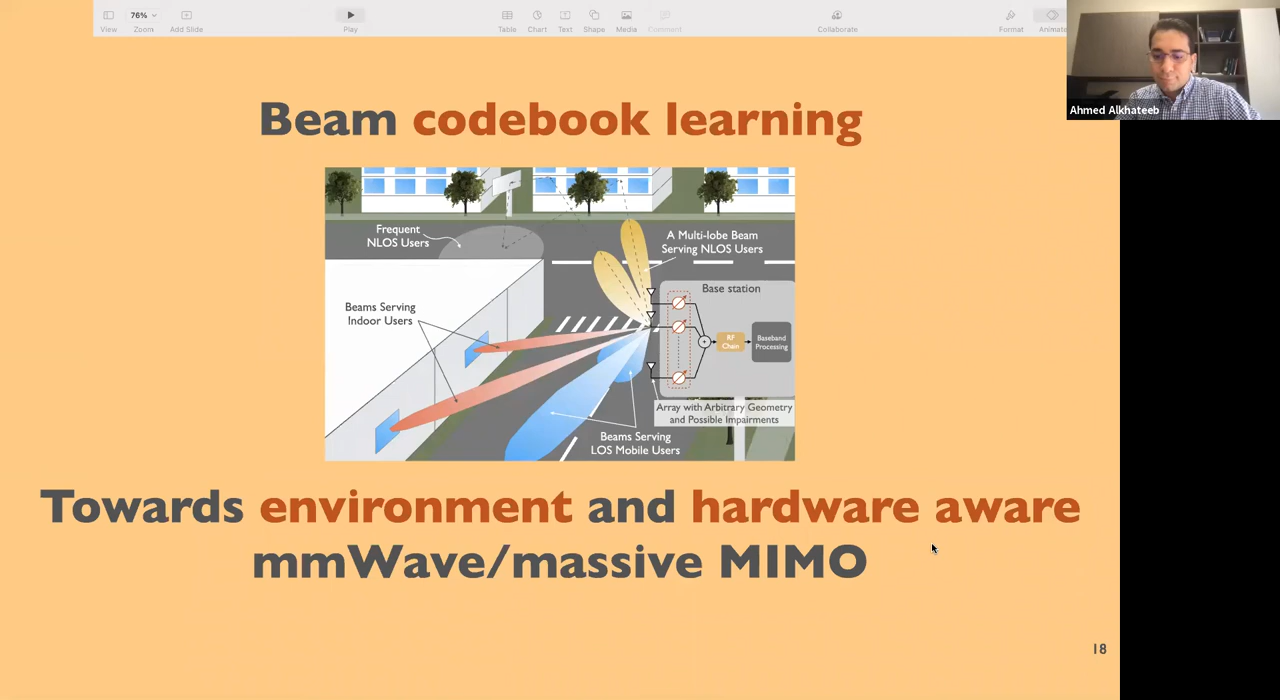 76%
View
Zoom
Add Slide
Play
Table
Chart
Text
Shape
Media
Comment
Collaborate
Format
Animate
Ahmed Alkhateeb
Beam codebook learning
Frequent
NLOS Users
A Multi-lobe Beam
Serving NLOS Users
Base station
Beams Serving
Indoor Users
RF
Chain
Baseband
Processing
Array with Arbitrary Geometry
and Possible Impairments
Beams Serving
LOS Mobile Users
Towards environment and hardware aware
mmWave/massive MIMO
18